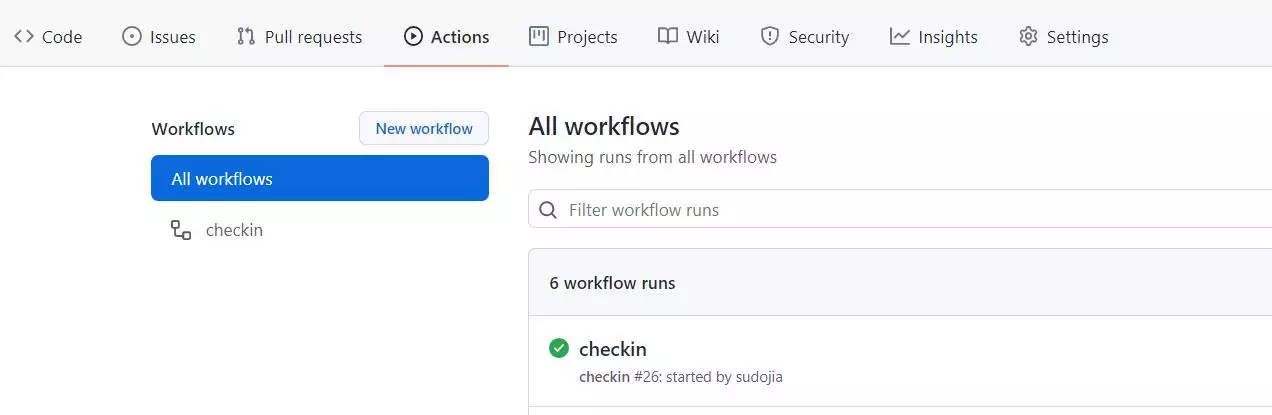 Code Issues Pull requests Actions Projects Wiki Security Insights Settings
Workflows
New workflow
All workflows
checkin
All workflows
Showing runs from all workflows
Filter workflow runs
6 workflow runs
checkin
checkin #26: started by sudojia